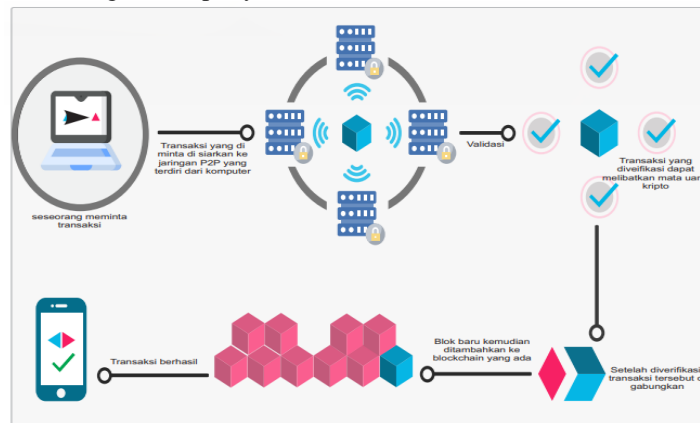 seseorang meminta
transaksi
Transaksi yang di
minta di siarkan ke
jaringan P2P yang
terdiri dari komputer
Validasi
Transaksi yang
diveifikasi dapat
melibatkan mata uan
kripto
Setelah diverifikasi
transaksi tersebut
gabungkan
Blok baru kemudian
ditambahkan ke
blockchain yang ada
Transaksi berhasil